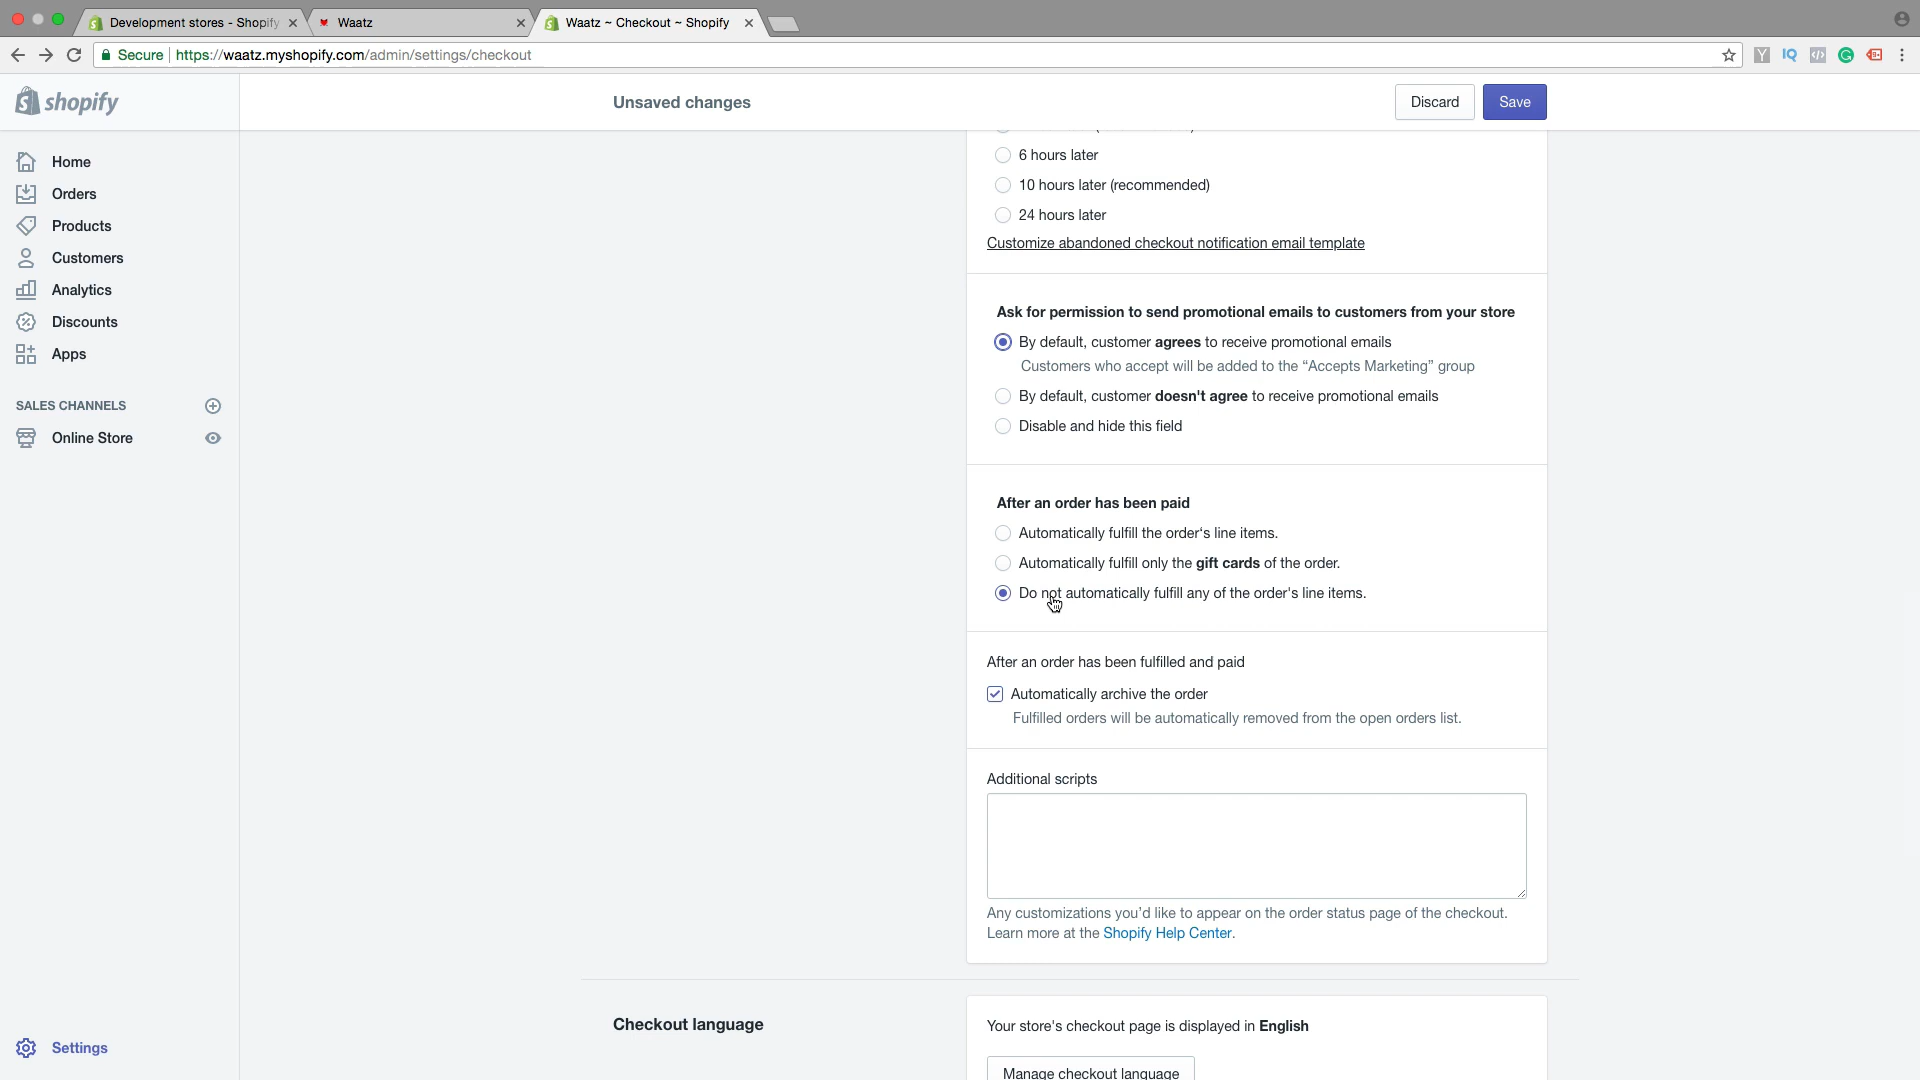 Development stores - Shopify
Waatz
Waatz ~ Checkout ~ Shopify
Secure
https://waatz.myshopify.com/admin/settings/checkout
shopify
Unsaved changes
Discard
Save
Home
Orders
Products
Customers
Analytics
Discounts
Apps
SALES CHANNELS
Online Store
Settings
6 hours later
10 hours later (recommended)
24 hours later
Customize abandoned checkout notification email template
Ask for permission to send promotional emails to customers from your store
By default, customer agrees to receive promotional emails
Customers who accept will be added to the “Accepts Marketing” group
By default, customer doesn't agree to receive promotional emails
Disable and hide this field
After an order has been paid
Automatically fulfill the order‘s line items.
Automatically fulfill only the gift cards of the order.
Do not automatically fulfill any of the order's line items.
After an order has been fulfilled and paid
Automatically archive the order
Fulfilled orders will be automatically removed from the open orders list.
Additional scripts
Any customizations you’d like to appear on the order status page of the checkout.
Learn more at the Shopify Help Center.
Checkout language
Your store's checkout page is displayed in English
Manage checkout language